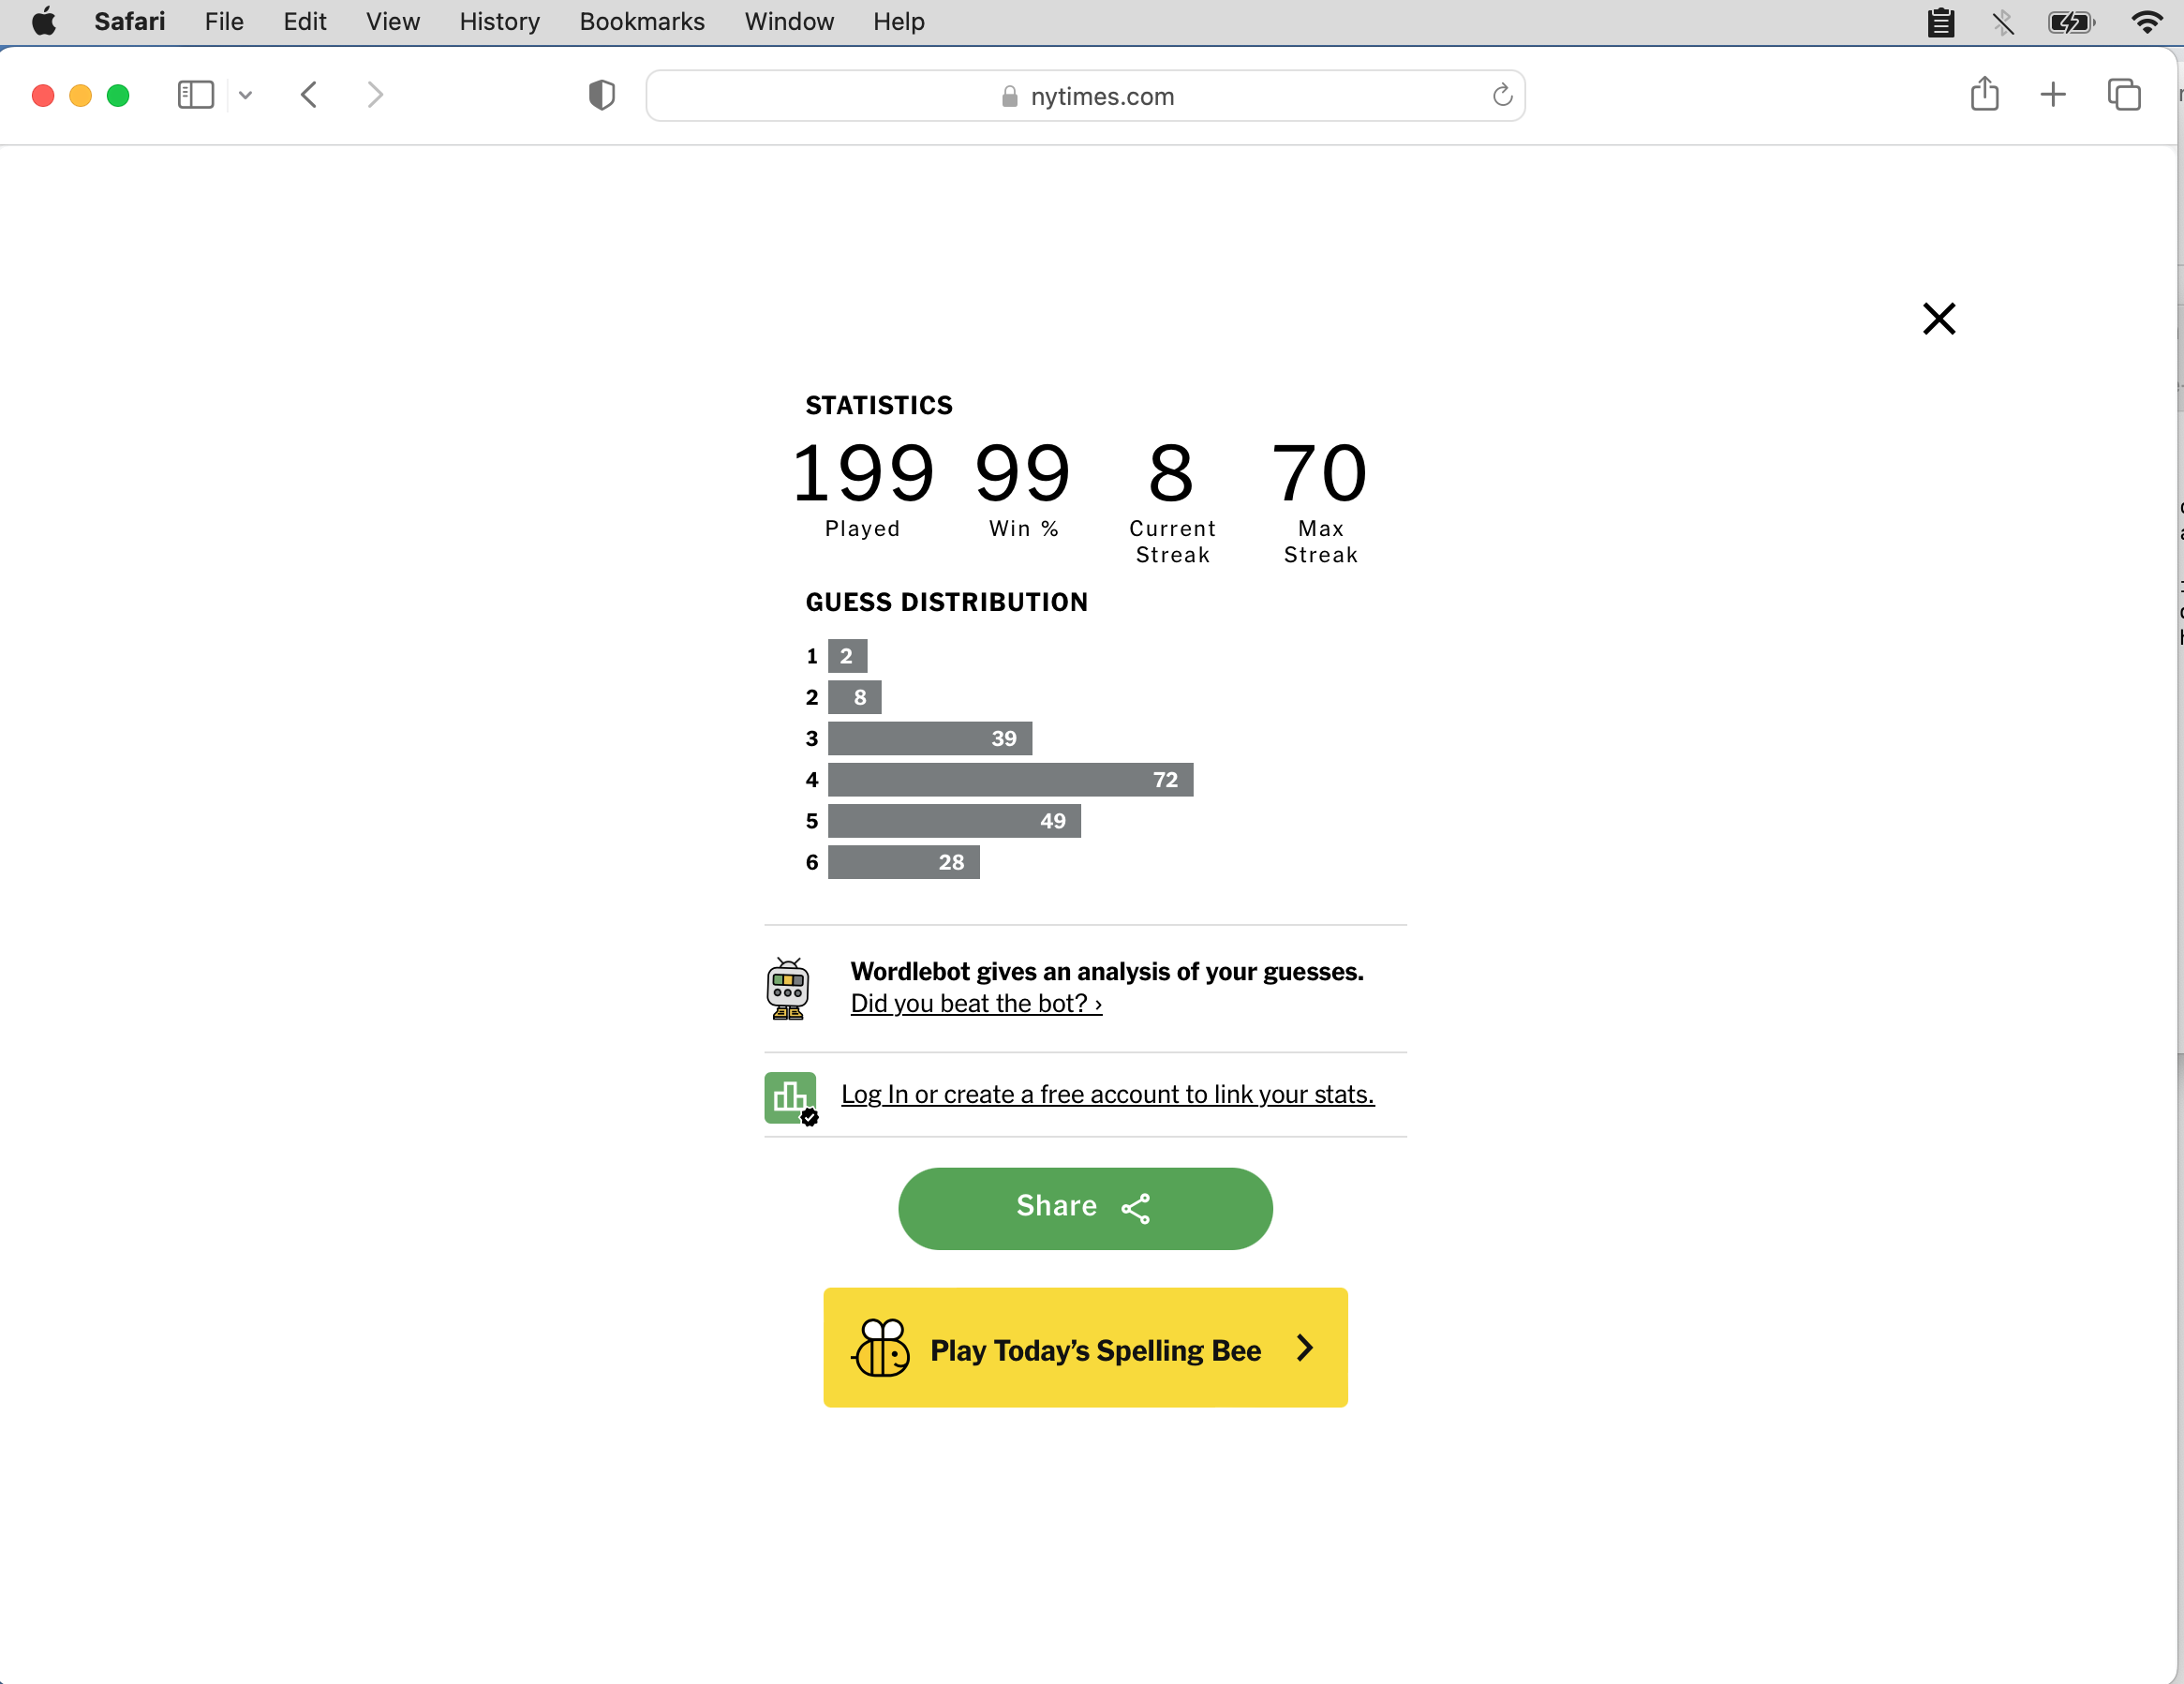 Safari File Edit View History Bookmarks Window Help
nytimes.com
STATISTICS
199 99 8 70
Played Win % Current Streak Max Streak
GUESS DISTRIBUTION
1 2
2 8
3 39
4 72
5 49
6 28
Wordlebot gives an analysis of your guesses.
Did you beat the bot? ›
Log In or create a free account to link your stats.
Share
Play Today’s Spelling Bee